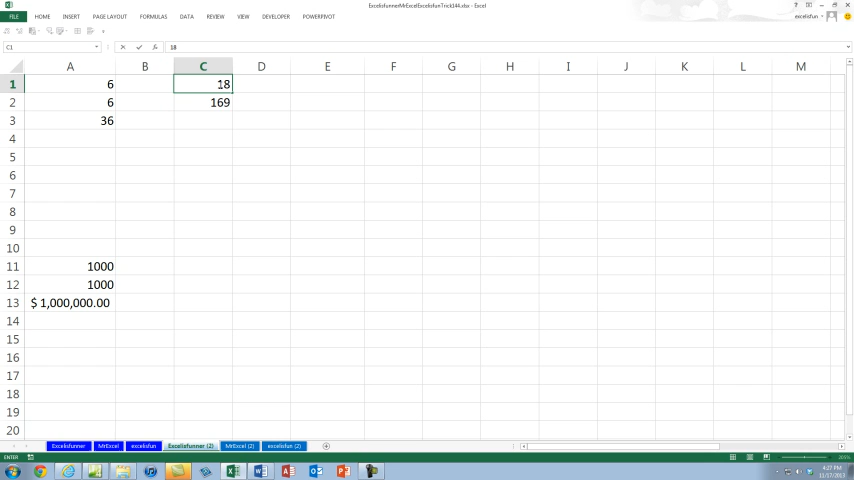 ExcelisfunnerMrExcelExcelisfunTrick144.xlsx - Excel
FILE HOME INSERT PAGE LAYOUT FORMULAS DATA REVIEW VIEW DEVELOPER POWERPIVOT
excelisfun
C1 18
A B C D E F G H I J K L M
1 6 18
2 6 169
3 36
4
5
6
7
8
9
10
11 1000
12 1000
13 $ 1,000,000.00
14
15
16
17
18
19
20
Excelisfunner MrExcel excelisfun Excelisfunner (2) MrExcel (2) excelisfun (2)
ENTER 205%
4:27 PM
11/17/2013